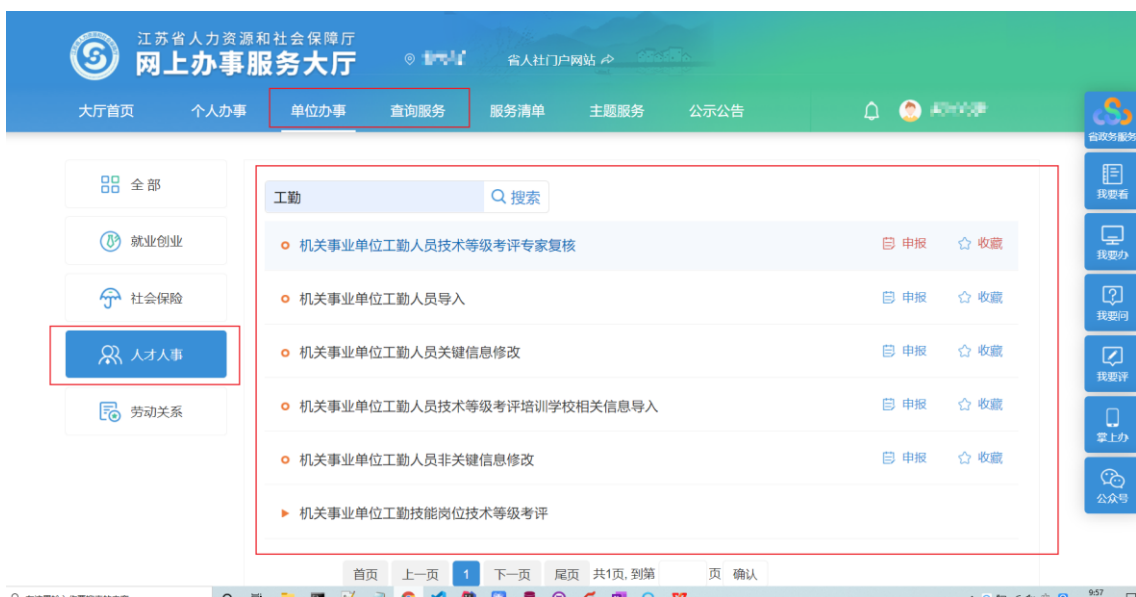 江苏省人力资源和社会保障厅
网上办事服务大厅
省人社门户网站
大厅首页 个人办事 单位办事 查询服务 服务清单 主题服务 公示公告
省政务服务
全部
工勤 搜索
我要看
就业创业
机关事业单位工勤人员技术等级考评专家复核 申报 收藏
我要办
社会保险
机关事业单位工勤人员导入 申报 收藏
我要问
人才人事
机关事业单位工勤人员关键信息修改 申报 收藏
我要评
劳动关系
机关事业单位工勤人员技术等级考评培训学校相关信息导入 申报 收藏
掌上办
机关事业单位工勤人员非关键信息修改 申报 收藏
公众号
机关事业单位工勤技能岗位技术等级考评
首页 上一页 1 下一页 尾页 共1页, 到第 页 确认
9:57